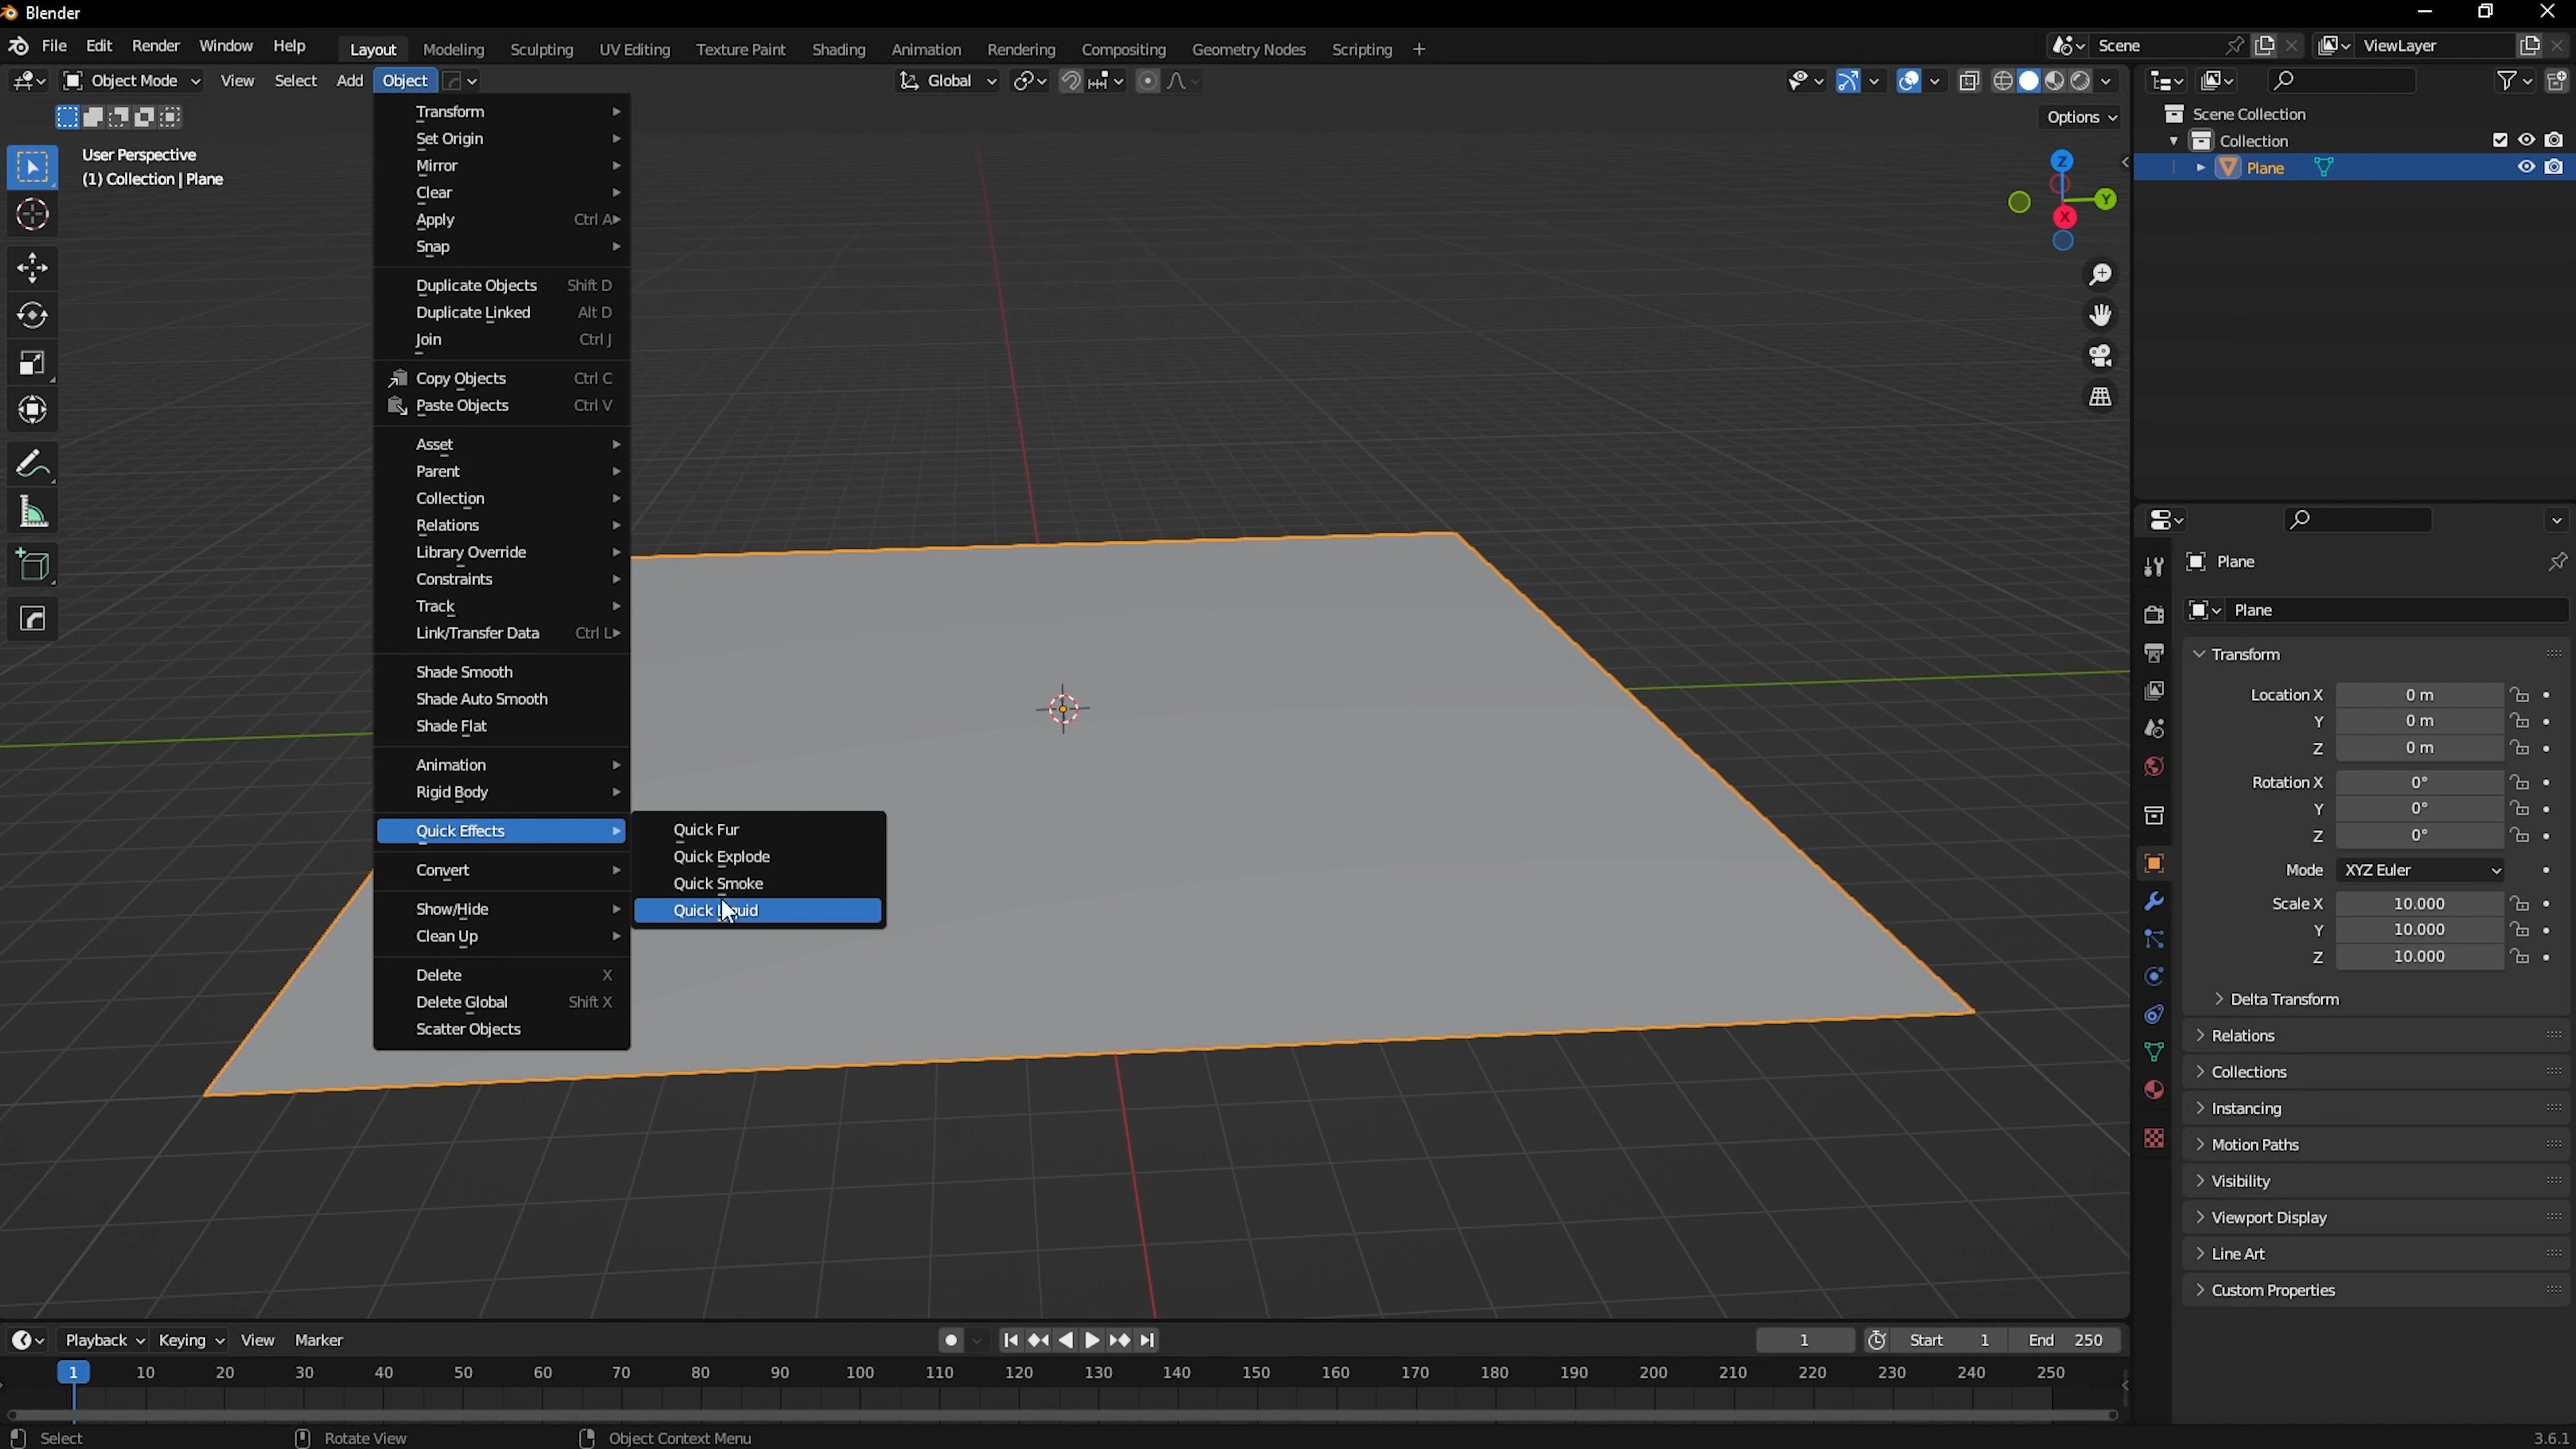 Blender
File Edit Render Window Help Layout Modeling Sculpting UV Editing Texture Paint Shading Animation Rendering Compositing Geometry Nodes Scripting + Scene ViewLayer
Object Mode View Select Add Object Global
Options
User Perspective
(1) Collection | Plane
Transform
Set Origin
Mirror
Clear
Apply Ctrl A
Snap
Duplicate Objects Shift D
Duplicate Linked Alt D
Join Ctrl J
Copy Objects Ctrl C
Paste Objects Ctrl V
Asset
Parent
Collection
Relations
Library Override
Constraints
Track
Link/Transfer Data Ctrl L
Shade Smooth
Shade Auto Smooth
Shade Flat
Animation
Rigid Body
Quick Effects
Convert
Show/Hide
Clean Up
Delete X
Delete Global Shift X
Scatter Objects
Quick Fur
Quick Explode
Quick Smoke
Quick Liquid
Z
Y
X
Scene Collection
Collection
Plane
Plane
Plane
Transform
Location X 0 m
Y 0 m
Z 0 m
Rotation X 0°
Y 0°
Z 0°
Mode XYZ Euler
Scale X 10.000
Y 10.000
Z 10.000
Delta Transform
Relations
Collections
Instancing
Motion Paths
Visibility
Viewport Display
Line Art
Custom Properties
Playback Keying View Marker 1 Start 1 End 250
1 10 20 30 40 50 60 70 80 90 100 110 120 130 140 150 160 170 180 190 200 210 220 230 240 250
Select Rotate View Object Context Menu 3.6.1